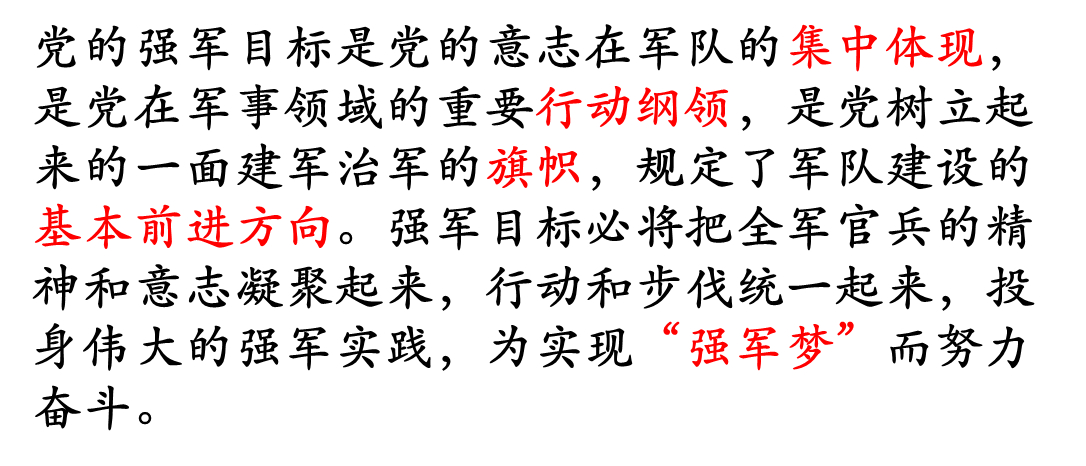 党的强军目标是党的意志在军队的集中体现，
是党在军事领域的重要行动纲领，是党树立起
来的一面建军治军的旗帜，规定了军队建设的
基本前进方向。强军目标必将把全军官兵的精
神和意志凝聚起来，行动和步伐统一起来，投
身伟大的强军实践，为实现“强军梦”而努力
奋斗。